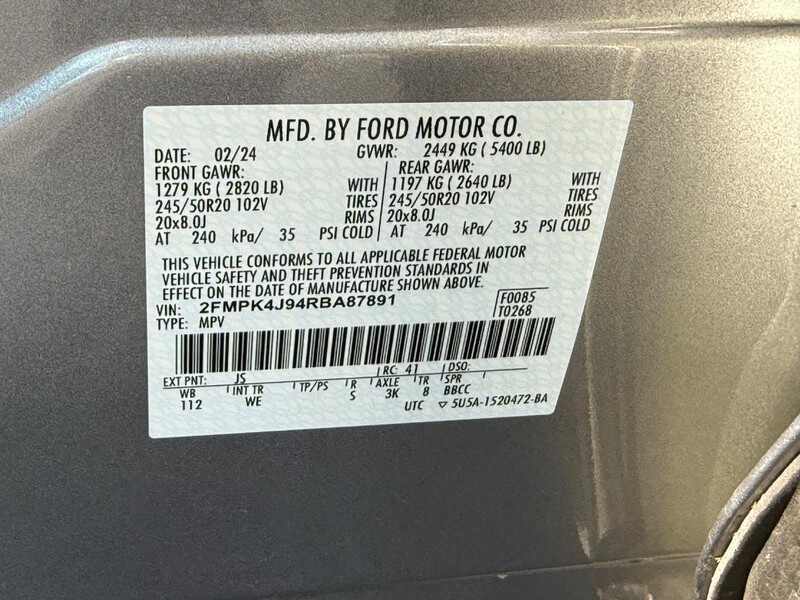 MFD. BY FORD MOTOR CO.
DATE: 02/24 GVWR: 2449 KG ( 5400 LB)
FRONT GAWR: REAR GAWR:
1279 KG ( 2820 LB) WITH 1197 KG ( 2640 LB) WITH
245/50R20 102V TIRES 245/50R20 102V TIRES
20x8.0J RIMS 20x8.0J RIMS
AT 240 kPa/ 35 PSI COLD AT 240 kPa/ 35 PSI COLD
THIS VEHICLE CONFORMS TO ALL APPLICABLE FEDERAL MOTOR
VEHICLE SAFETY AND THEFT PREVENTION STANDARDS IN
EFFECT ON THE DATE OF MANUFACTURE SHOWN ABOVE.
VIN: 2FMPK4J94RBA87891 F0085
TYPE: MPV T0268
EXT PNT: JS RC: 41 DSO:
WB INT TR TP/PS R AXLE TR SPR
112 WE S 3K 8 BBCC
UTC ▽ 5U5A-1520472-BA